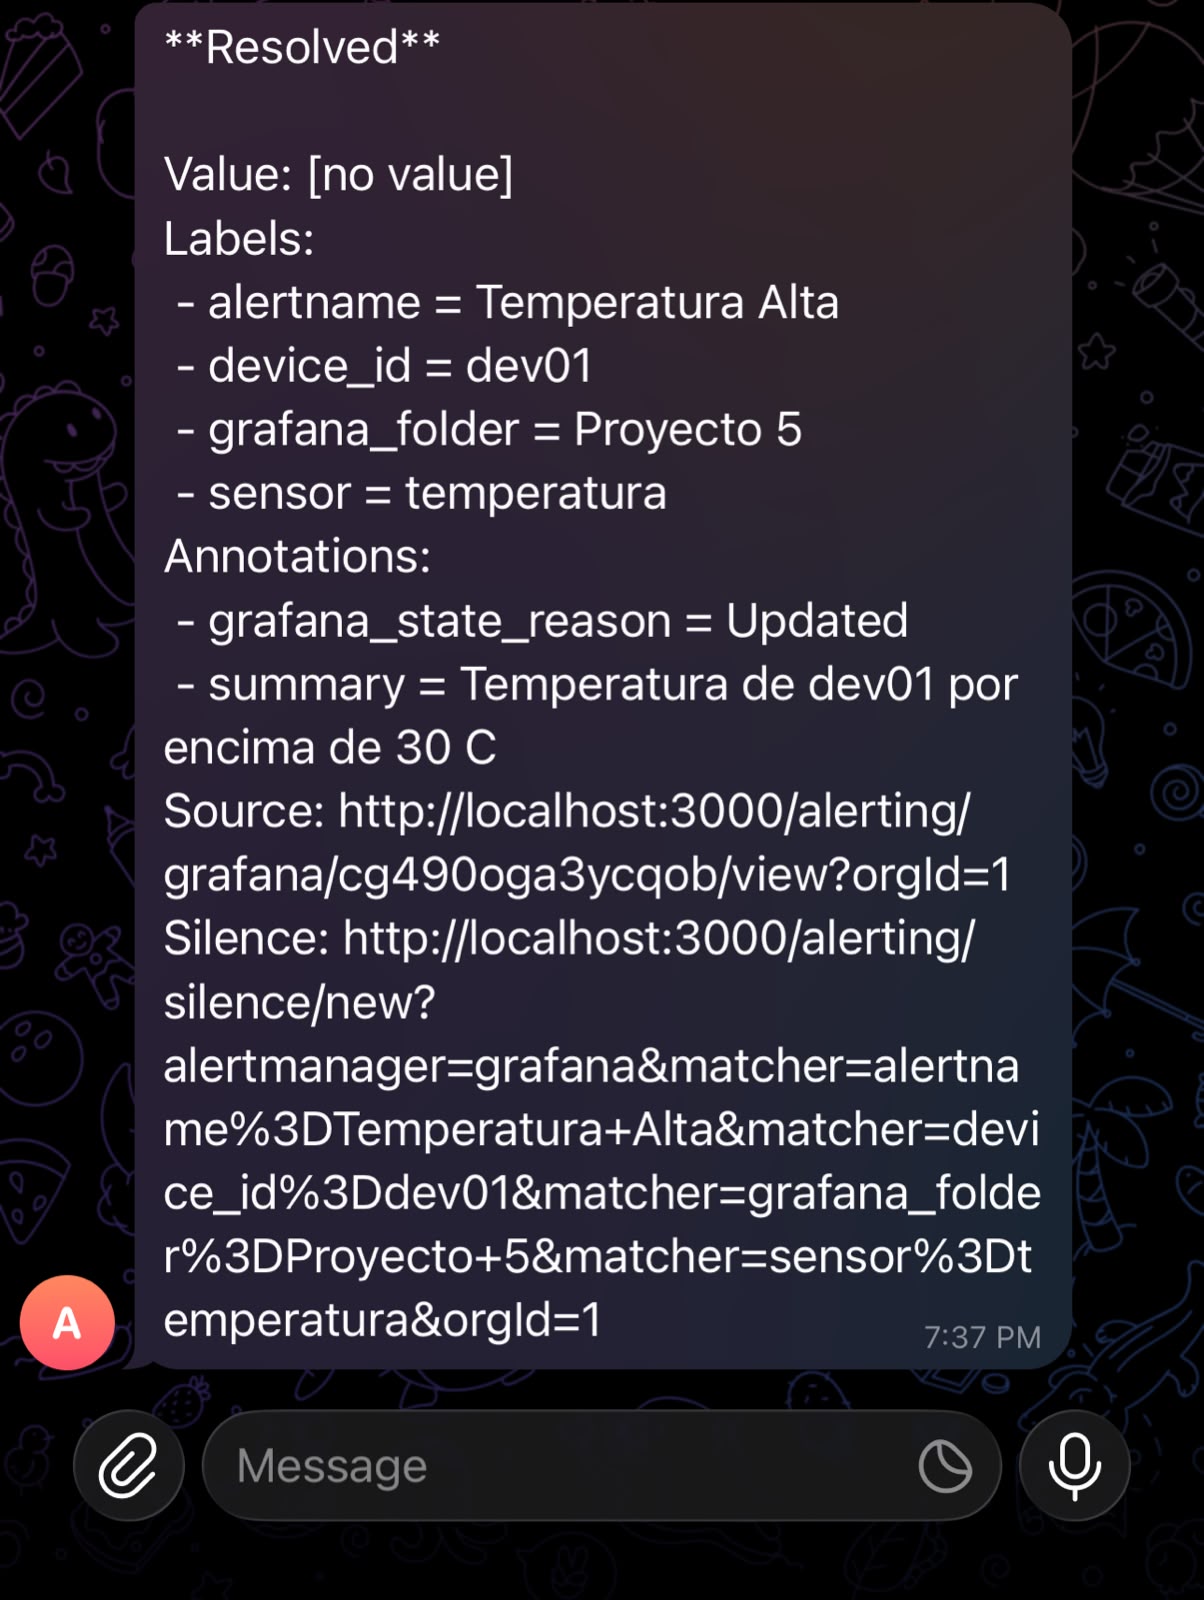 **Resolved**
Value: [no value]
Labels:
- alertname = Temperatura Alta
- device_id = dev01
- grafana_folder = Proyecto 5
- sensor = temperatura
Annotations:
- grafana_state_reason = Updated
- summary = Temperatura de dev01 por
encima de 30 C
Source: http://localhost:3000/alerting/
grafana/cg490oga3ycqob/view?orgId=1
Silence: http://localhost:3000/alerting/
silence/new?
alertmanager=grafana&matcher=alertna
me%3DTemperatura+Alta&matcher=devi
ce_id%3Ddev01&matcher=grafana_folde
r%3DProyecto+5&matcher=sensor%3Dt
emperatura&orgId=1
7:37 PM
A
Message